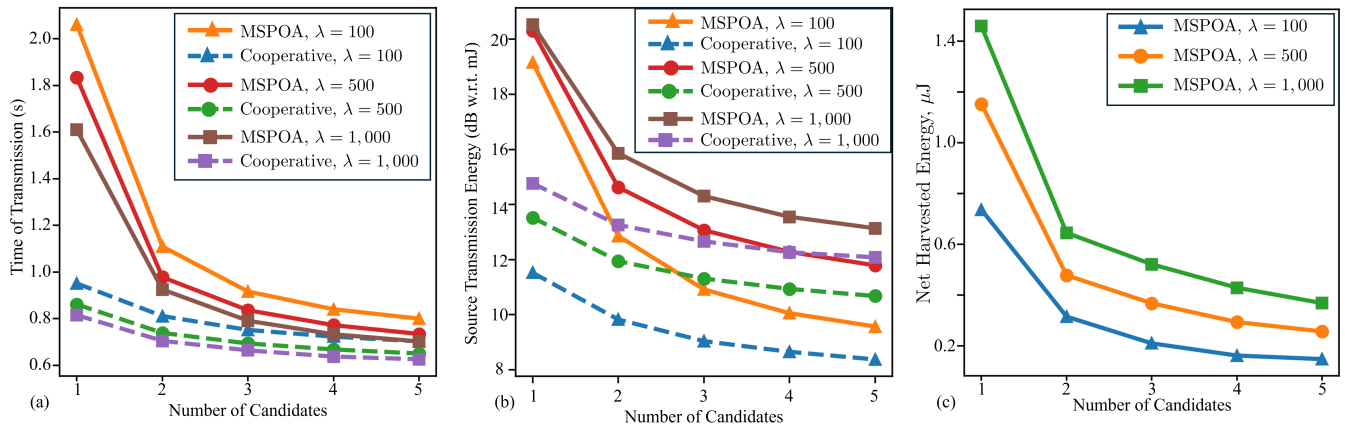 2.0
1.8
1.6
1.4
1.2
1.0
0.8
0.6
Time of Transmission (s)
MSPOA, λ = 100
Cooperative, λ = 100
MSPOA, λ = 500
Cooperative, λ = 500
MSPOA, λ = 1,000
Cooperative, λ = 1,000
1 2 3 4 5
(a)
Number of Candidates
20
18
16
14
12
10
8
Source Transmission Energy (dB w.r.t. mJ)
MSPOA, λ = 100
Cooperative, λ = 100
MSPOA, λ = 500
Cooperative, λ = 500
MSPOA, λ = 1,000
Cooperative, λ = 1,000
1 2 3 4 5
(b)
Number of Candidates
1.4
1.0
0.6
0.2
Net Harvested Energy, μJ
MSPOA, λ = 100
MSPOA, λ = 500
MSPOA, λ = 1,000
1 2 3 4 5
(c)
Number of Candidates